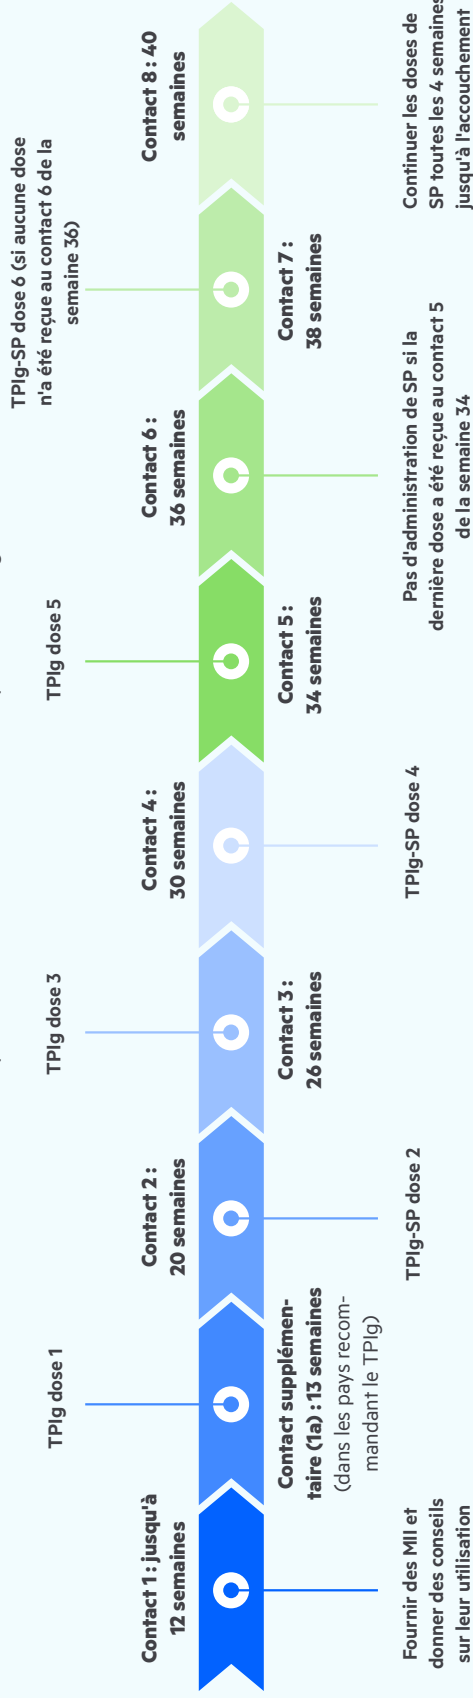 Contact 1 : jusqu'à
12 semaines
Fournir des MII et
donner des conseils
sur leur utilisation
TPIg dose 1
Contact supplémen-
taire (1a) : 13 semaines
(dans les pays recom-
mandant le TPIg)
Contact 2 :
20 semaines
TPIg-SP dose 2
TPIg dose 3
Contact 3 :
26 semaines
Contact 4 :
30 semaines
TPIg-SP dose 4
TPIg dose 5
Contact 5 :
34 semaines
Contact 6 :
36 semaines
Pas d'administration de SP si la
dernière dose a été reçue au contact 5
de la semaine 34
TPIg-SP dose 6 (si aucune dose
n'a été reçue au contact 6 de la
semaine 36)
Contact 7 :
38 semaines
Contact 8 : 40
semaines
Continuer les doses de
SP toutes les 4 semaines
jusqu'à l'accouchement